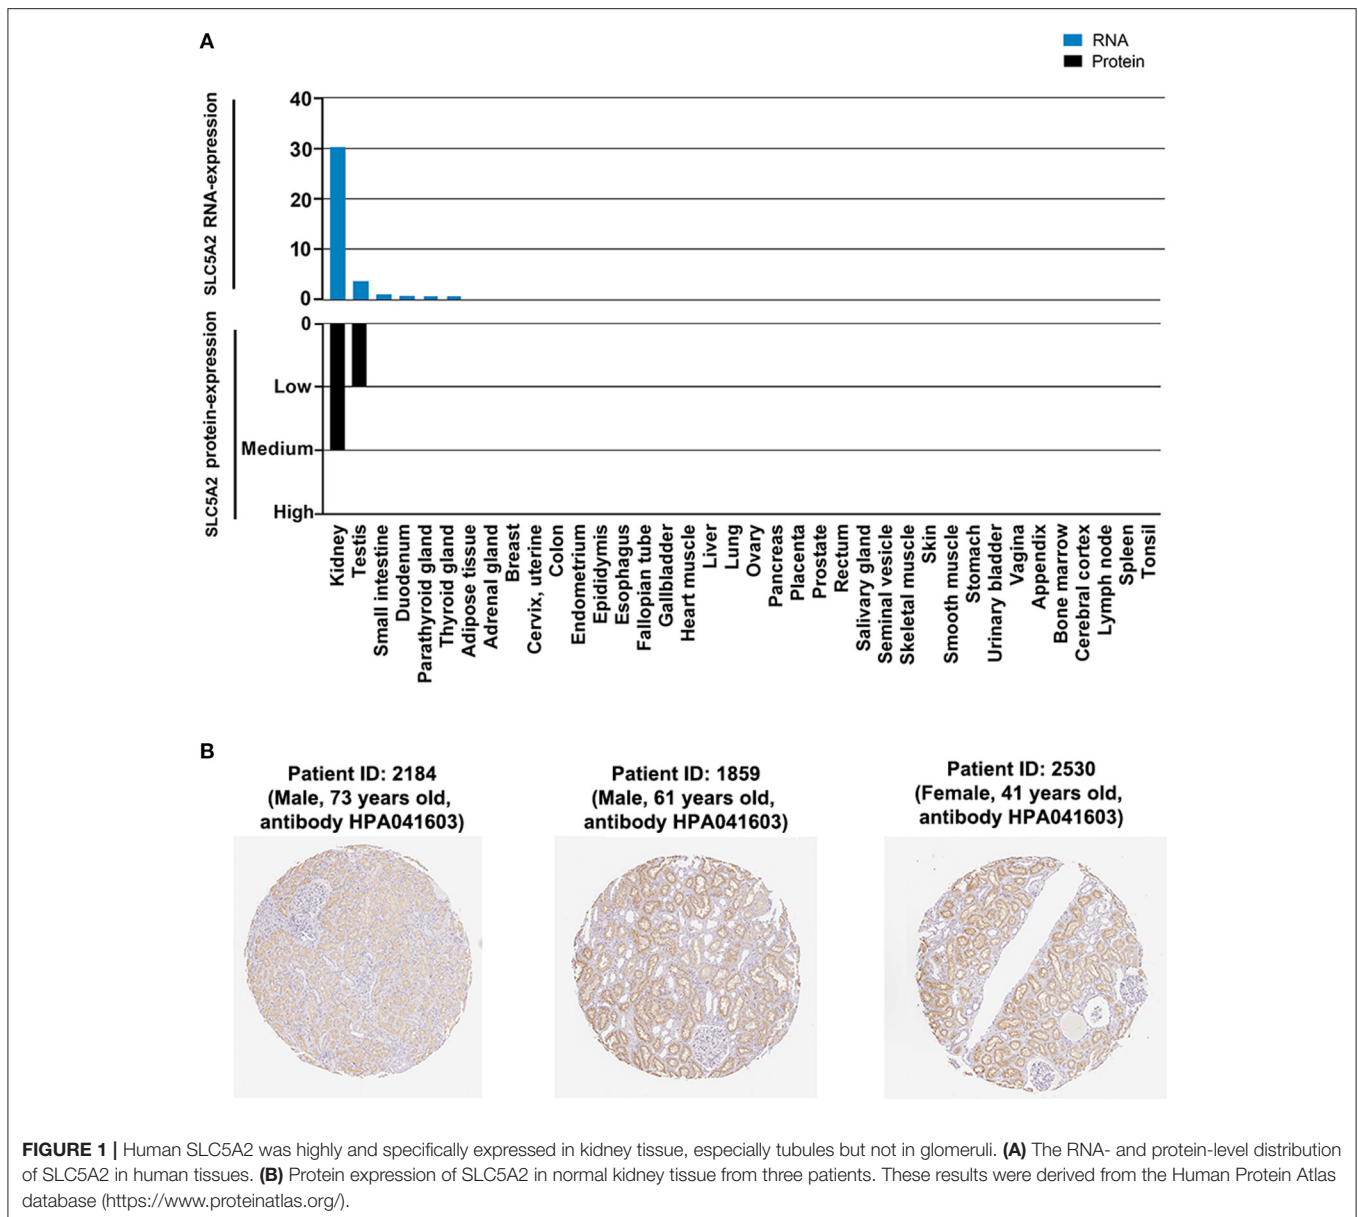 A
RNA
Protein
SLC5A2 RNA-expression
40
30
20
10
0
SLC5A2 protein-expression
0
Low
Medium
High
Kidney
Testis
Small intestine
Duodenum
Parathyroid gland
Thyroid gland
Adipose tissue
Adrenal gland
Breast
Cervix, uterine
Colon
Endometrium
Epididymis
Esophagus
Fallopian tube
Gallbladder
Heart muscle
Liver
Lung
Ovary
Pancreas
Placenta
Prostate
Rectum
Salivary gland
Seminal vesicle
Skeletal muscle
Skin
Smooth muscle
Stomach
Urinary bladder
Vagina
Appendix
Bone marrow
Cerebral cortex
Lymph node
Spleen
Tonsil
B
Patient ID: 2184
(Male, 73 years old,
antibody HPA041603)
Patient ID: 1859
(Male, 61 years old,
antibody HPA041603)
Patient ID: 2530
(Female, 41 years old,
antibody HPA041603)
FIGURE 1 | Human SLC5A2 was highly and specifically expressed in kidney tissue, especially tubules but not in glomeruli. (A) The RNA- and protein-level distribution
of SLC5A2 in human tissues. (B) Protein expression of SLC5A2 in normal kidney tissue from three patients. These results were derived from the Human Protein Atlas
database (https://www.proteinatlas.org/).